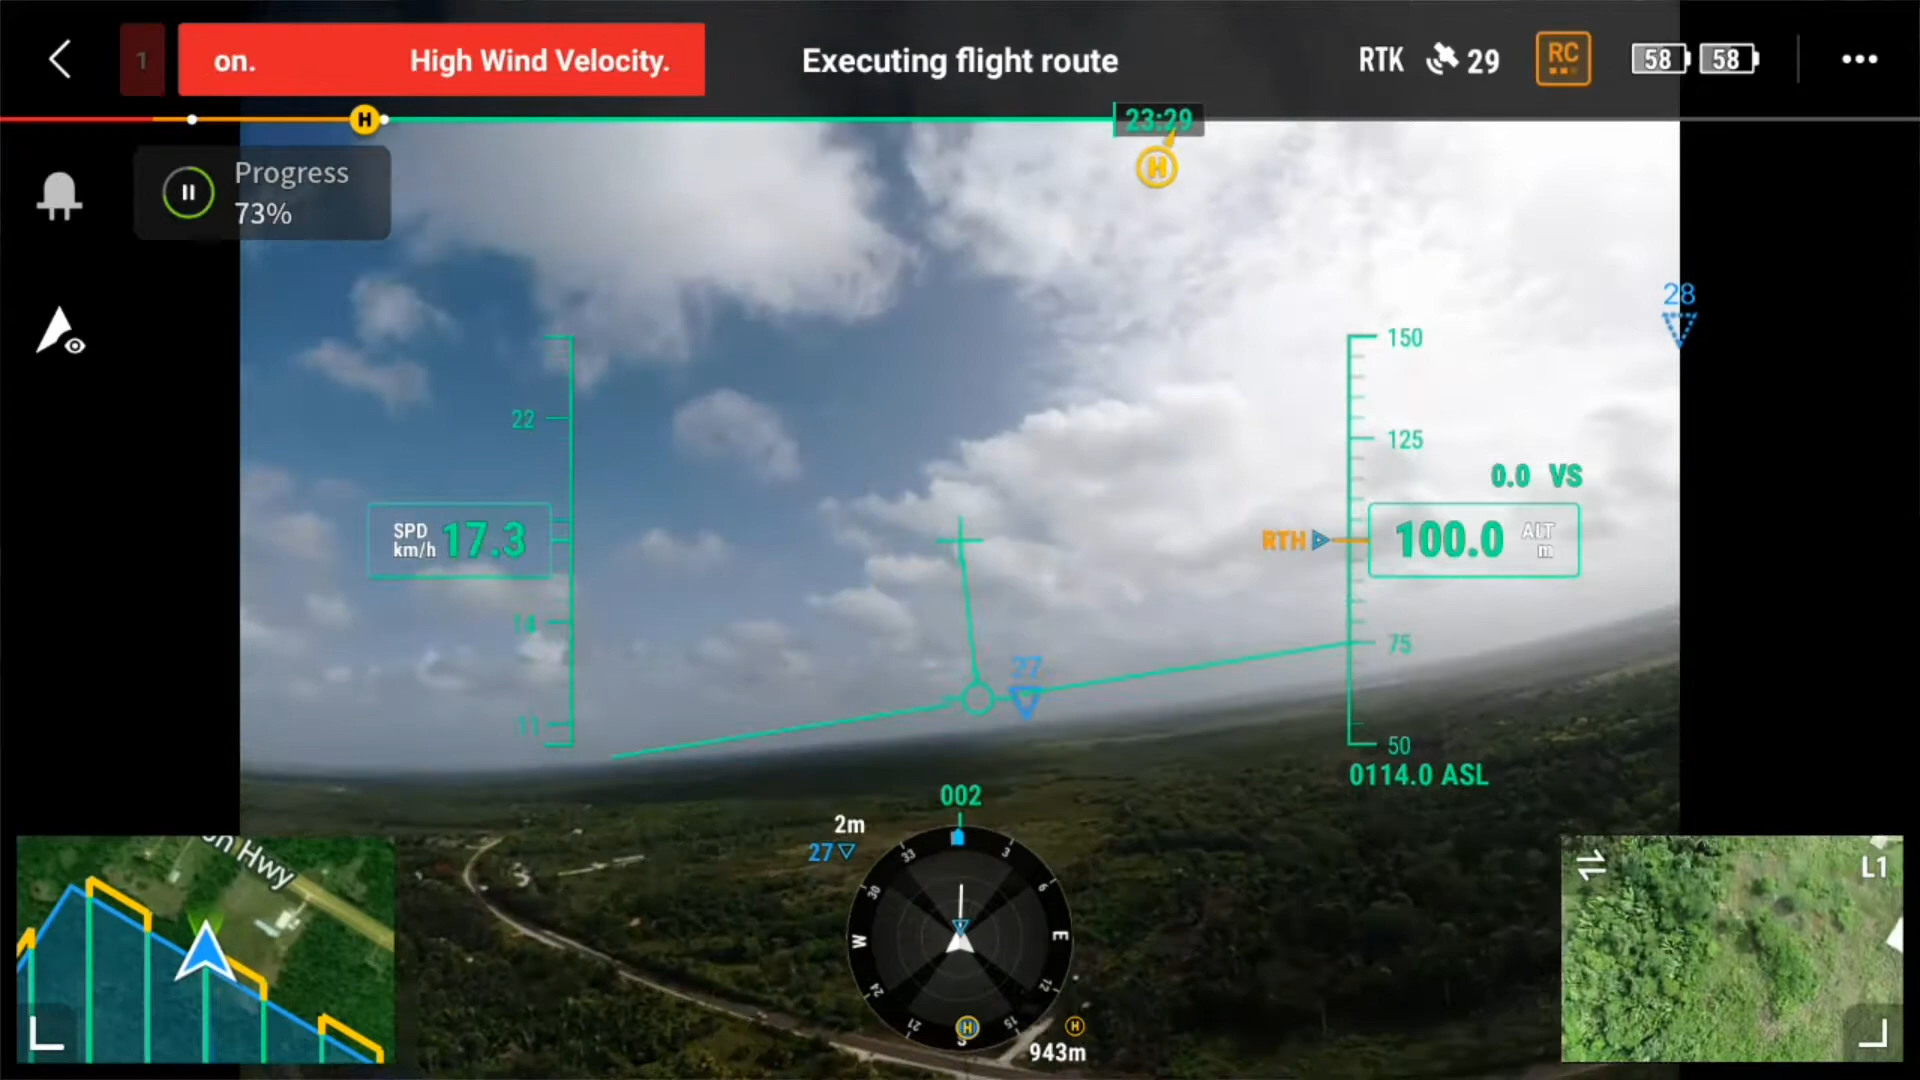 1
on. High Wind Velocity.
Executing flight route
RTK 29
RC
58 58
H
23:29
H
Progress
73%
28
22
14
11
SPD
km/h
17.3
150
125
75
50
0.0 VS
RTH
100.0
ALT
m
0114.0 ASL
27
002
2m
27
33
3
30
6
W
E
24
12
21
15
S
H
H
943m
on Hwy
L1